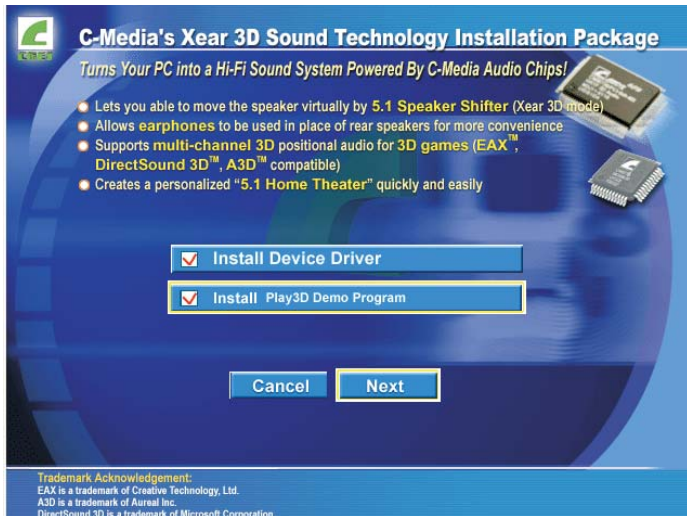 C-Media's Xear 3D Sound Technology Installation Package
Turns Your PC into a Hi-Fi Sound System Powered By C-Media Audio Chips!
Lets you able to move the speaker virtually by 5.1 Speaker Shifter (Xear 3D mode)
Allows earphones to be used in place of rear speakers for more convenience
Supports multi-channel 3D positional audio for 3D games (EAX™,
DirectSound 3D™, A3D™ compatible)
Creates a personalized “5.1 Home Theater” quickly and easily
Install Device Driver
Install Play3D Demo Program
Cancel Next
Trademark Acknowledgement:
EAX is a trademark of Creative Technology, Ltd.
A3D is a trademark of Aureal Inc.
DirectSound 3D is a trademark of Microsoft Corporation